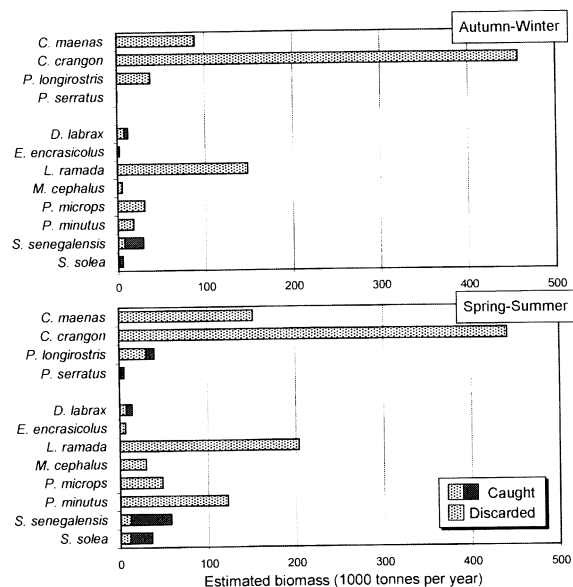 Autumn-Winter
C. maenas
C. crangon
P. longirostris
P. serratus
D. labrax
E. encrasicolus
L. ramada
M. cephalus
P. microps
P. minutus
S. senegalensis
S. solea
0 100 200 300 400 500
Spring-Summer
C. maenas
C. crangon
P. longirostris
P. serratus
D. labrax
E. encrasicolus
L. ramada
M. cephalus
P. microps
P. minutus
S. senegalensis
S. solea
Caught
Discarded
0 100 200 300 400 500
Estimated biomass (1000 tonnes per year)